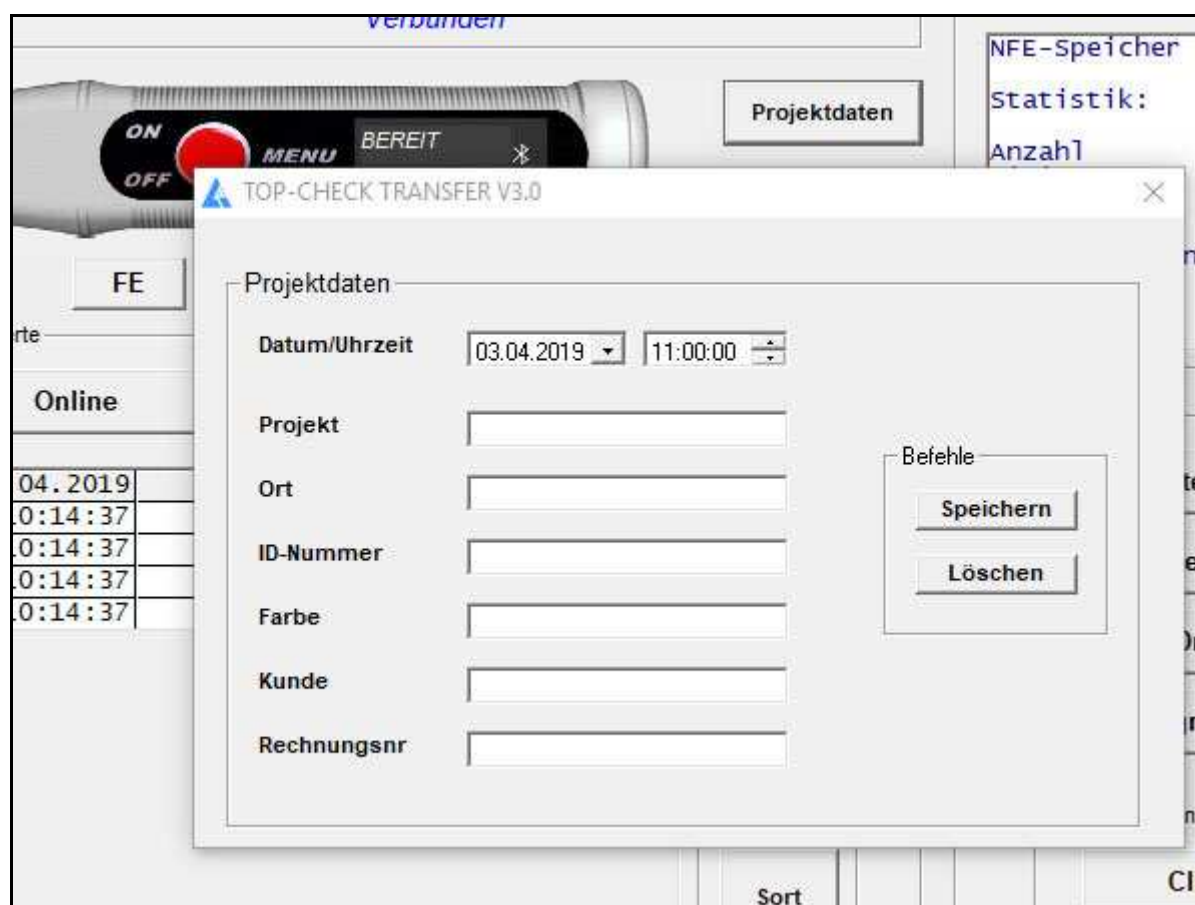 Verbunden
NFE-Speicher
Statistik:
Anzahl
Projektdaten
ON
OFF
MENU
BEREIT
FE
Online
04.2019
0:14:37
0:14:37
0:14:37
0:14:37
TOP-CHECK TRANSFER V3.0
Projektdaten
Datum/Uhrzeit 03.04.2019 11:00:00
Projekt
Ort
ID-Nummer
Farbe
Kunde
Rechnungsnr
Befehle
Speichern
Löschen
Sort